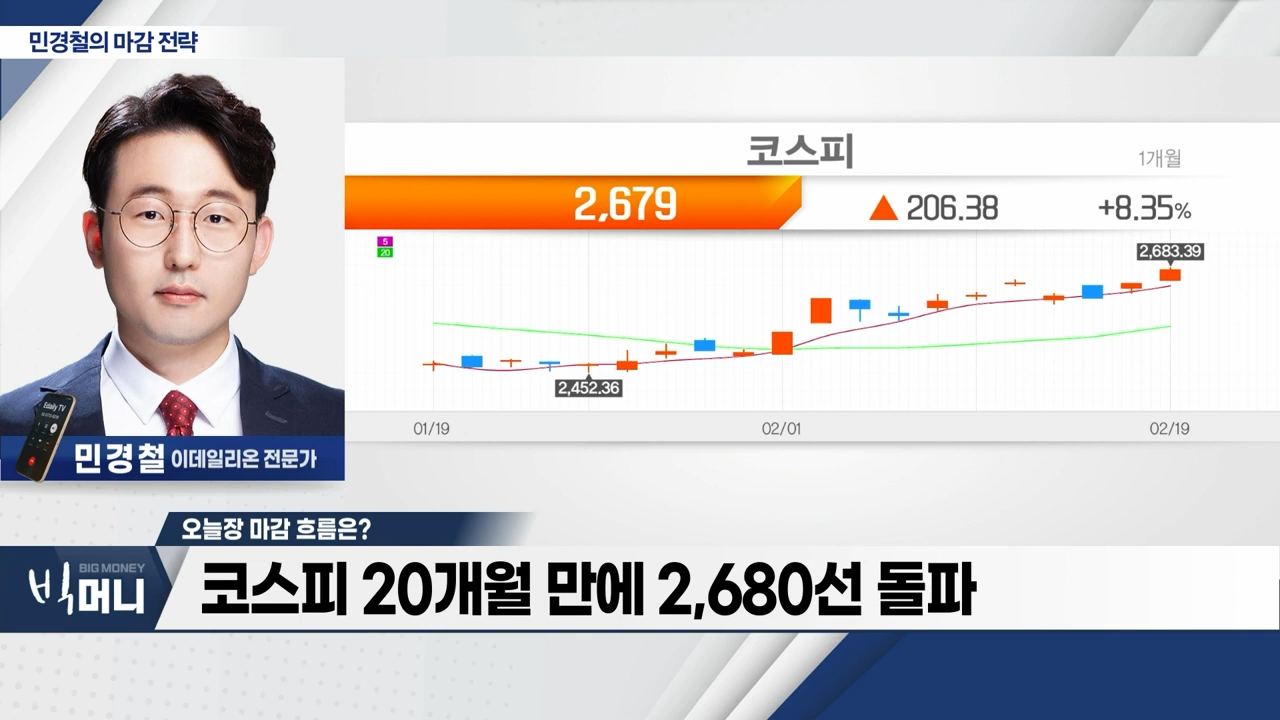 민경철의 마감 전략
코스피
1개월
2,679 ▲ 206.38 +8.35%
5
20
2,683.39
2,452.36
01/19 02/01 02/19
Edaily TV
민경철 이데일리온 전문가
오늘장 마감 흐름은?
BIG MONEY
빅머니
코스피 20개월 만에 2,680선 돌파